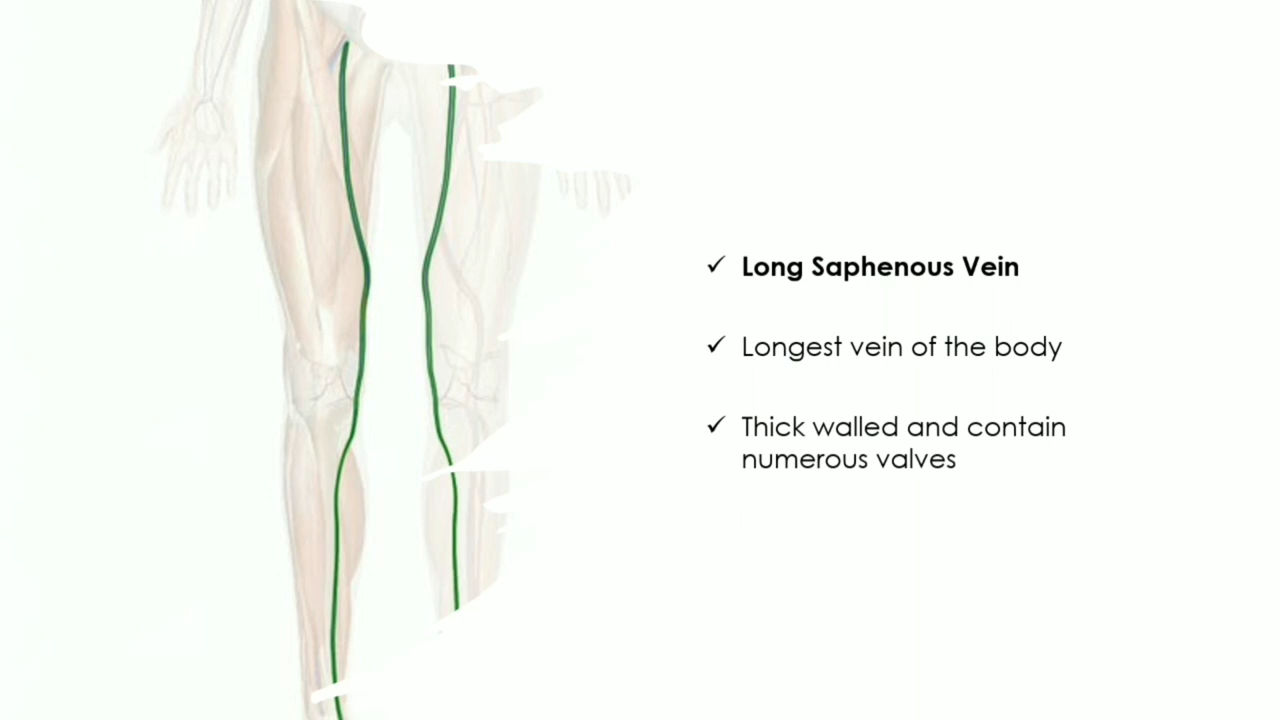 ✓ Long Saphenous Vein
✓ Longest vein of the body
✓ Thick walled and contain
numerous valves